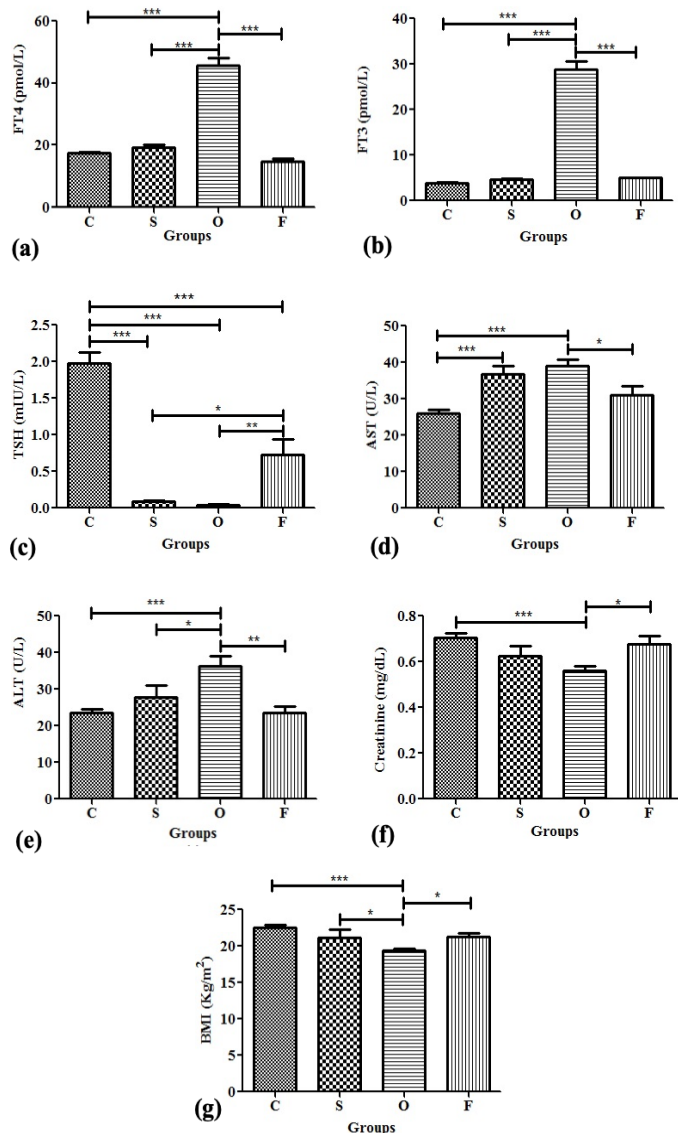 ***
*** ***
60
40
20
0
FT4 (pmol/L)
C S O F
Groups
(a)
***
***
***
40
30
20
10
0
FT3 (pmol/L)
C S O F
Groups
(b)
***
***
***
*
**
2.5
2.0
1.5
1.0
0.5
0.0
TSH (mIU/L)
C S O F
Groups
(c)
***
*** *
50
40
30
20
10
0
AST (U/L)
C S O F
Groups
(d)
***
*
**
50
40
30
20
10
0
ALT (U/L)
C S O F
Groups
(e)
*
***
0.8
0.6
0.4
0.2
0.0
Creatinine (mg/dL)
C S O F
Groups
(f)
***
*
*
25
20
15
10
5
0
BMI (Kg/m²)
C S O F
Groups
(g)